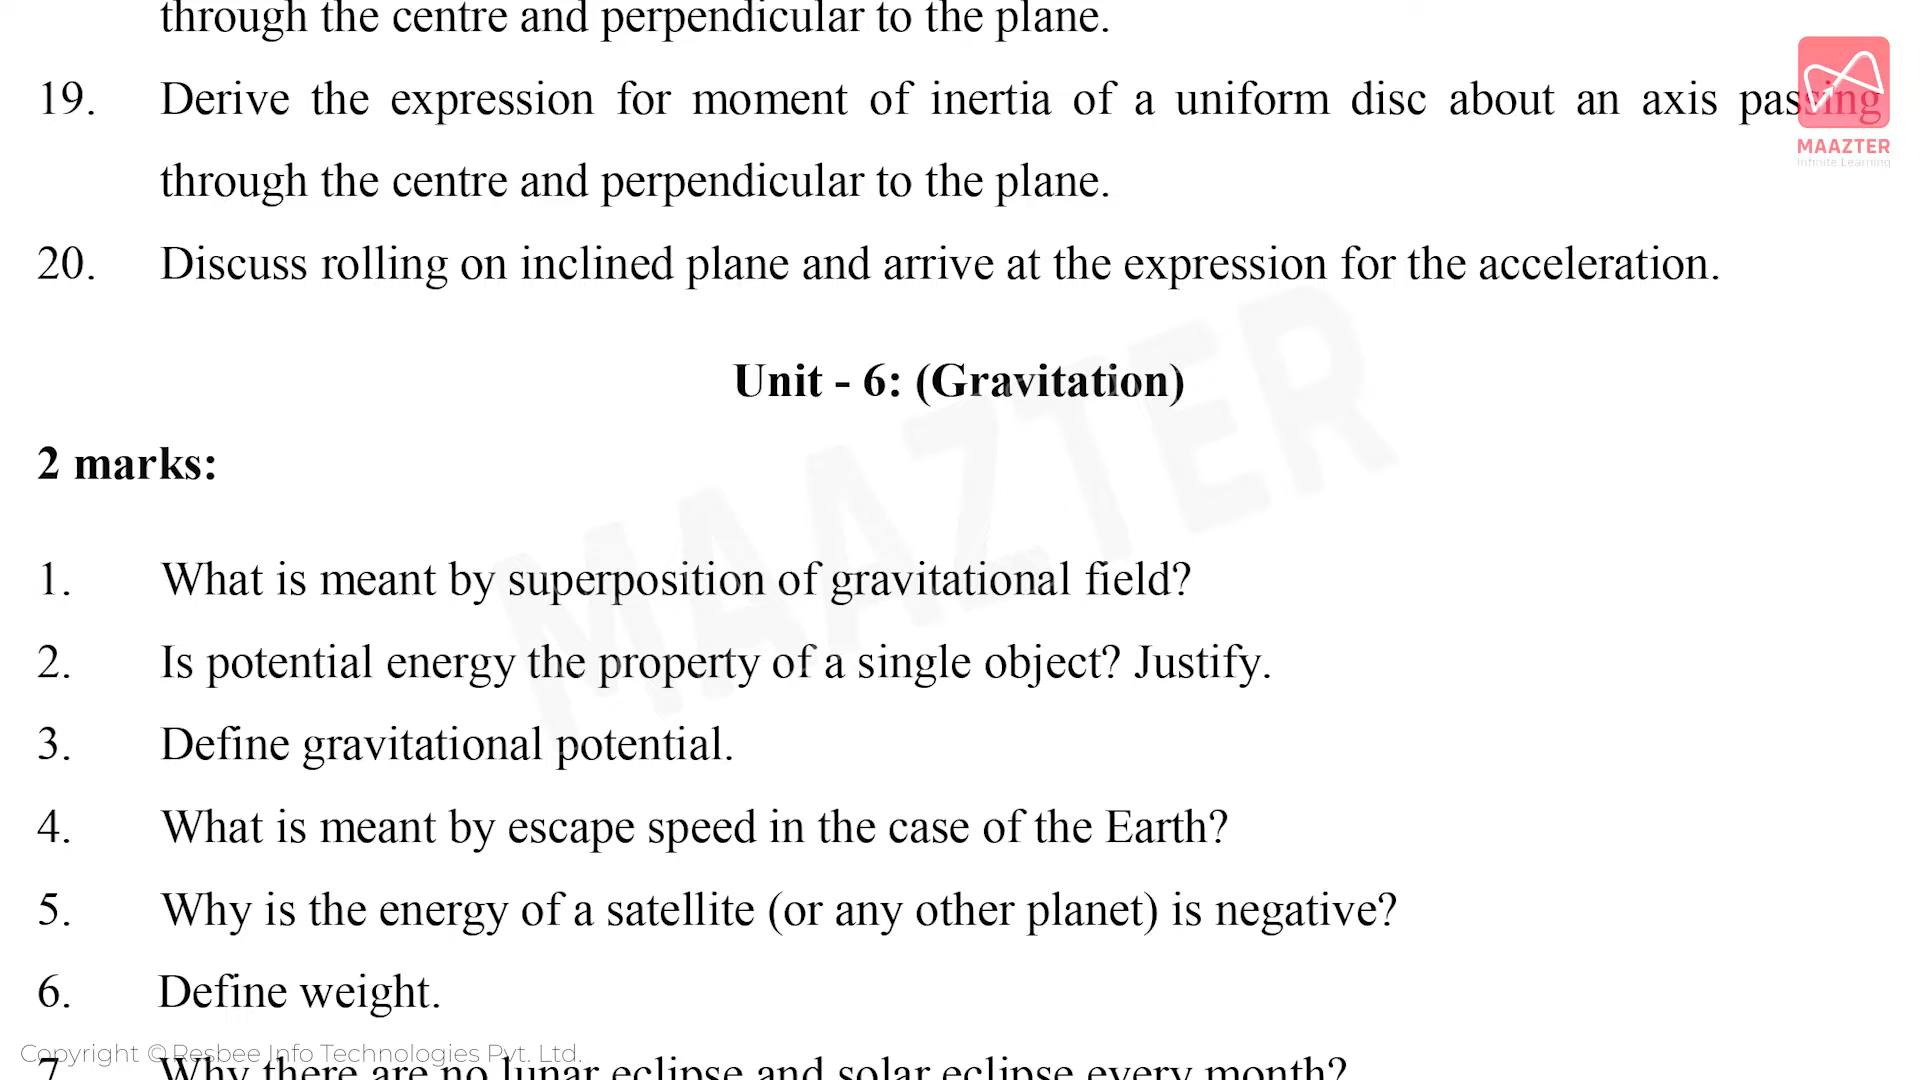 through the centre and perpendicular to the plane.
19. Derive the expression for moment of inertia of a uniform disc about an axis passing
through the centre and perpendicular to the plane.
20. Discuss rolling on inclined plane and arrive at the expression for the acceleration.
MAAZTER
Infinite Learning
Unit - 6: (Gravitation)
2 marks:
MAAZTER
1. What is meant by superposition of gravitational field?
2. Is potential energy the property of a single object? Justify.
3. Define gravitational potential.
4. What is meant by escape speed in the case of the Earth?
5. Why is the energy of a satellite (or any other planet) is negative?
6. Define weight.
Copyright © Resbee Info Technologies Pvt. Ltd.
7. Why there are no lunar eclipse and solar eclipse every month?